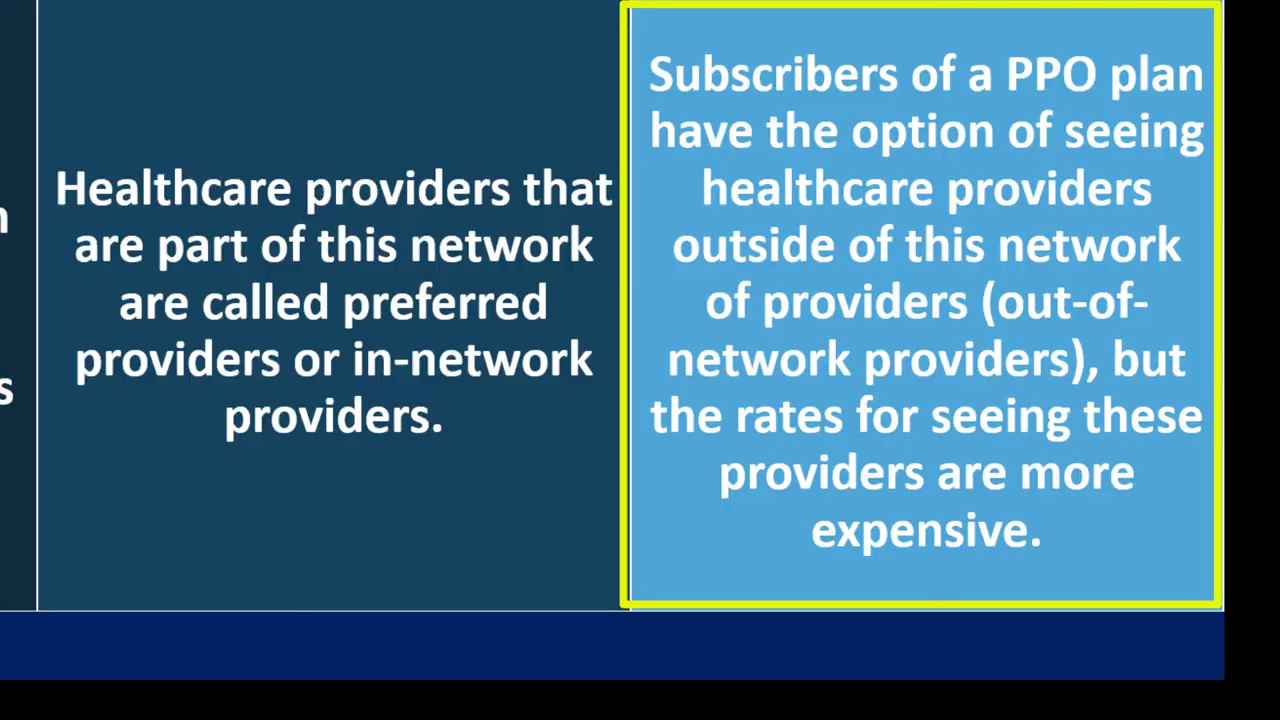 Healthcare providers that
are part of this network
are called preferred
providers or in-network
providers.
Subscribers of a PPO plan
have the option of seeing
healthcare providers
outside of this network
of providers (out-of-
network providers), but
the rates for seeing these
providers are more
expensive.